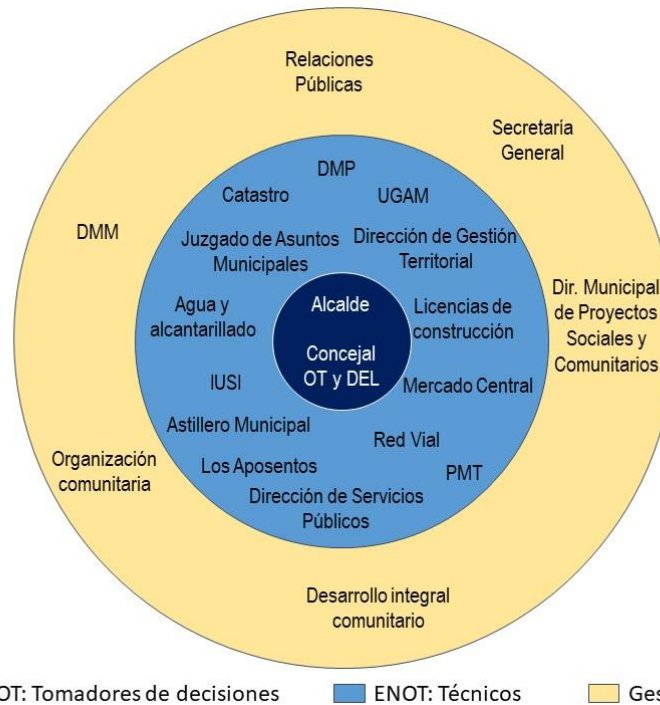 Relaciones
Públicas
Secretaría
General
DMP
Catastro
UGAM
DMM
Juzgado de Asuntos
Municipales
Dirección de Gestión
Territorial
Dir. Municipal
de Proyectos
Sociales y
Comunitarios
Agua y
alcantarillado
Alcalde
Concejal
OT y DEL
Licencias de
construcción
IUSI
Mercado Central
Astillero Municipal
Red Vial
Organización
comunitaria
Los Aposentos
PMT
Dirección de Servicios
Públicos
Desarrollo integral
comunitario
OT: Tomadores de decisiones
ENOT: Técnicos
Ges